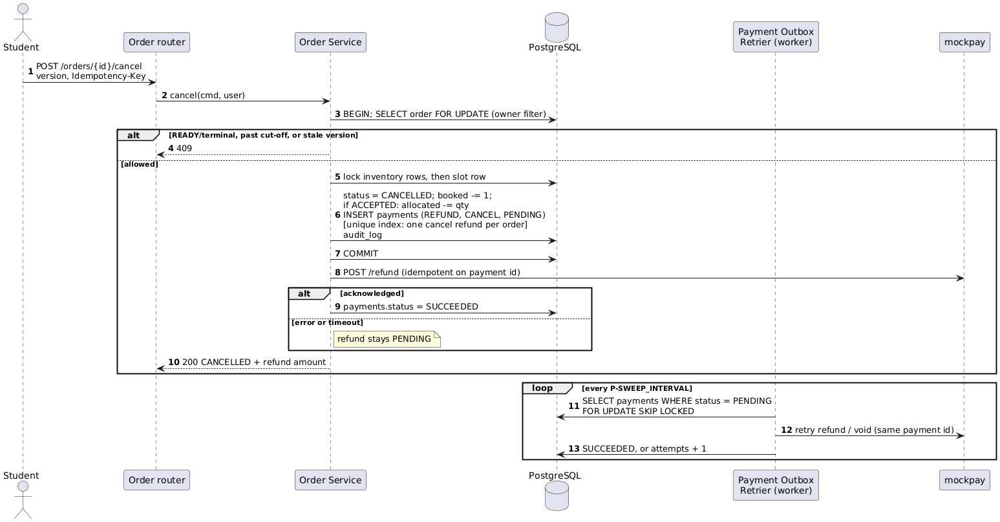 Student
Order router
Order Service
PostgreSQL
Payment Outbox
Retrier (worker)
mockpay
1 POST /orders/{id}/cancel
version, Idempotency-Key
2 cancel(cmd, user)
3 BEGIN; SELECT order FOR UPDATE (owner filter)
alt [READY/terminal, past cut-off, or stale version]
4 409
[allowed]
5 lock inventory rows, then slot row
status = CANCELLED; booked -= 1;
if ACCEPTED: allocated -= qty
6 INSERT payments (REFUND, CANCEL, PENDING)
[unique index: one cancel refund per order]
audit_log
7 COMMIT
8 POST /refund (idempotent on payment id)
alt [acknowledged]
9 payments.status = SUCCEEDED
[error or timeout]
refund stays PENDING
10 200 CANCELLED + refund amount
loop [every P-SWEEP_INTERVAL]
11 SELECT payments WHERE status = PENDING
FOR UPDATE SKIP LOCKED
12 retry refund / void (same payment id)
13 SUCCEEDED, or attempts + 1
Student
Order router
Order Service
PostgreSQL
Payment Outbox
Retrier (worker)
mockpay